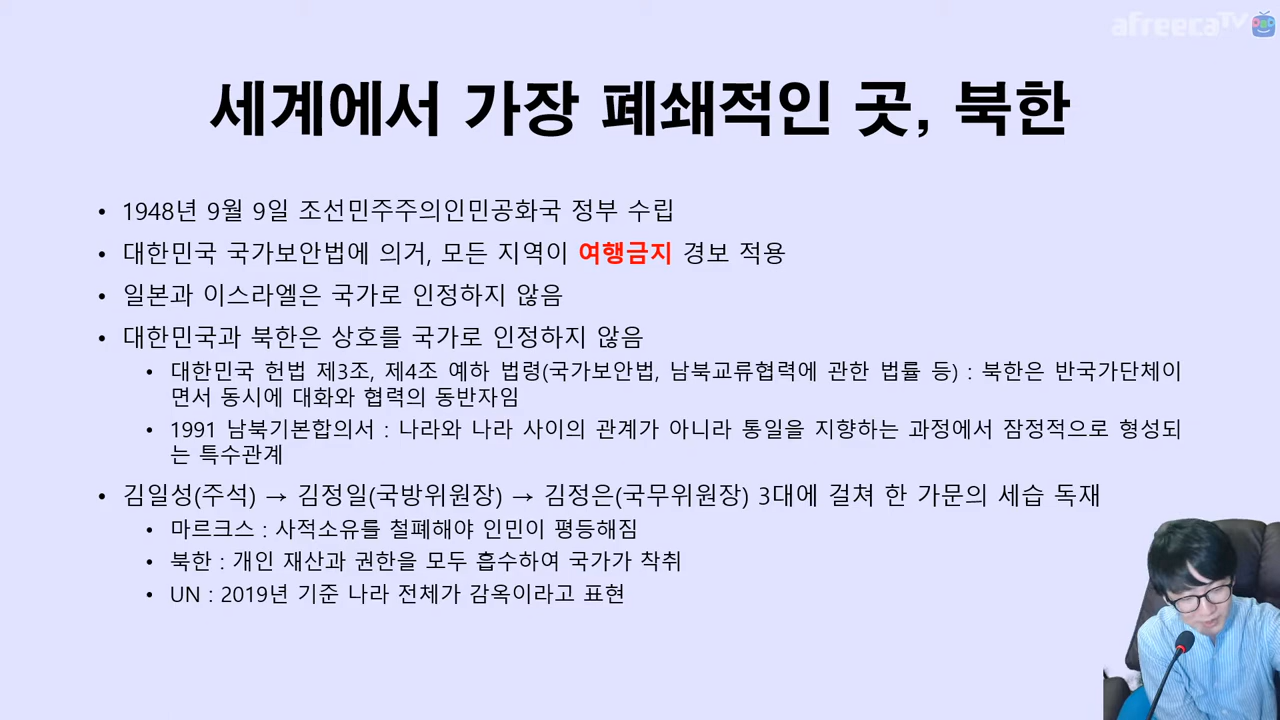 afreecaTV
세계에서 가장 폐쇄적인 곳, 북한
• 1948년 9월 9일 조선민주주의인민공화국 정부 수립
• 대한민국 국가보안법에 의거, 모든 지역이 여행금지 경보 적용
• 일본과 이스라엘은 국가로 인정하지 않음
• 대한민국과 북한은 상호를 국가로 인정하지 않음
• 대한민국 헌법 제3조, 제4조 예하 법령(국가보안법, 남북교류협력에 관한 법률 등) : 북한은 반국가단체이
면서 동시에 대화와 협력의 동반자임
• 1991 남북기본합의서 : 나라와 나라 사이의 관계가 아니라 통일을 지향하는 과정에서 잠정적으로 형성되
는 특수관계
• 김일성(주석) → 김정일(국방위원장) → 김정은(국무위원장) 3대에 걸쳐 한 가문의 세습 독재
• 마르크스 : 사적소유를 철폐해야 인민이 평등해짐
• 북한 : 개인 재산과 권한을 모두 흡수하여 국가가 착취
• UN : 2019년 기준 나라 전체가 감옥이라고 표현